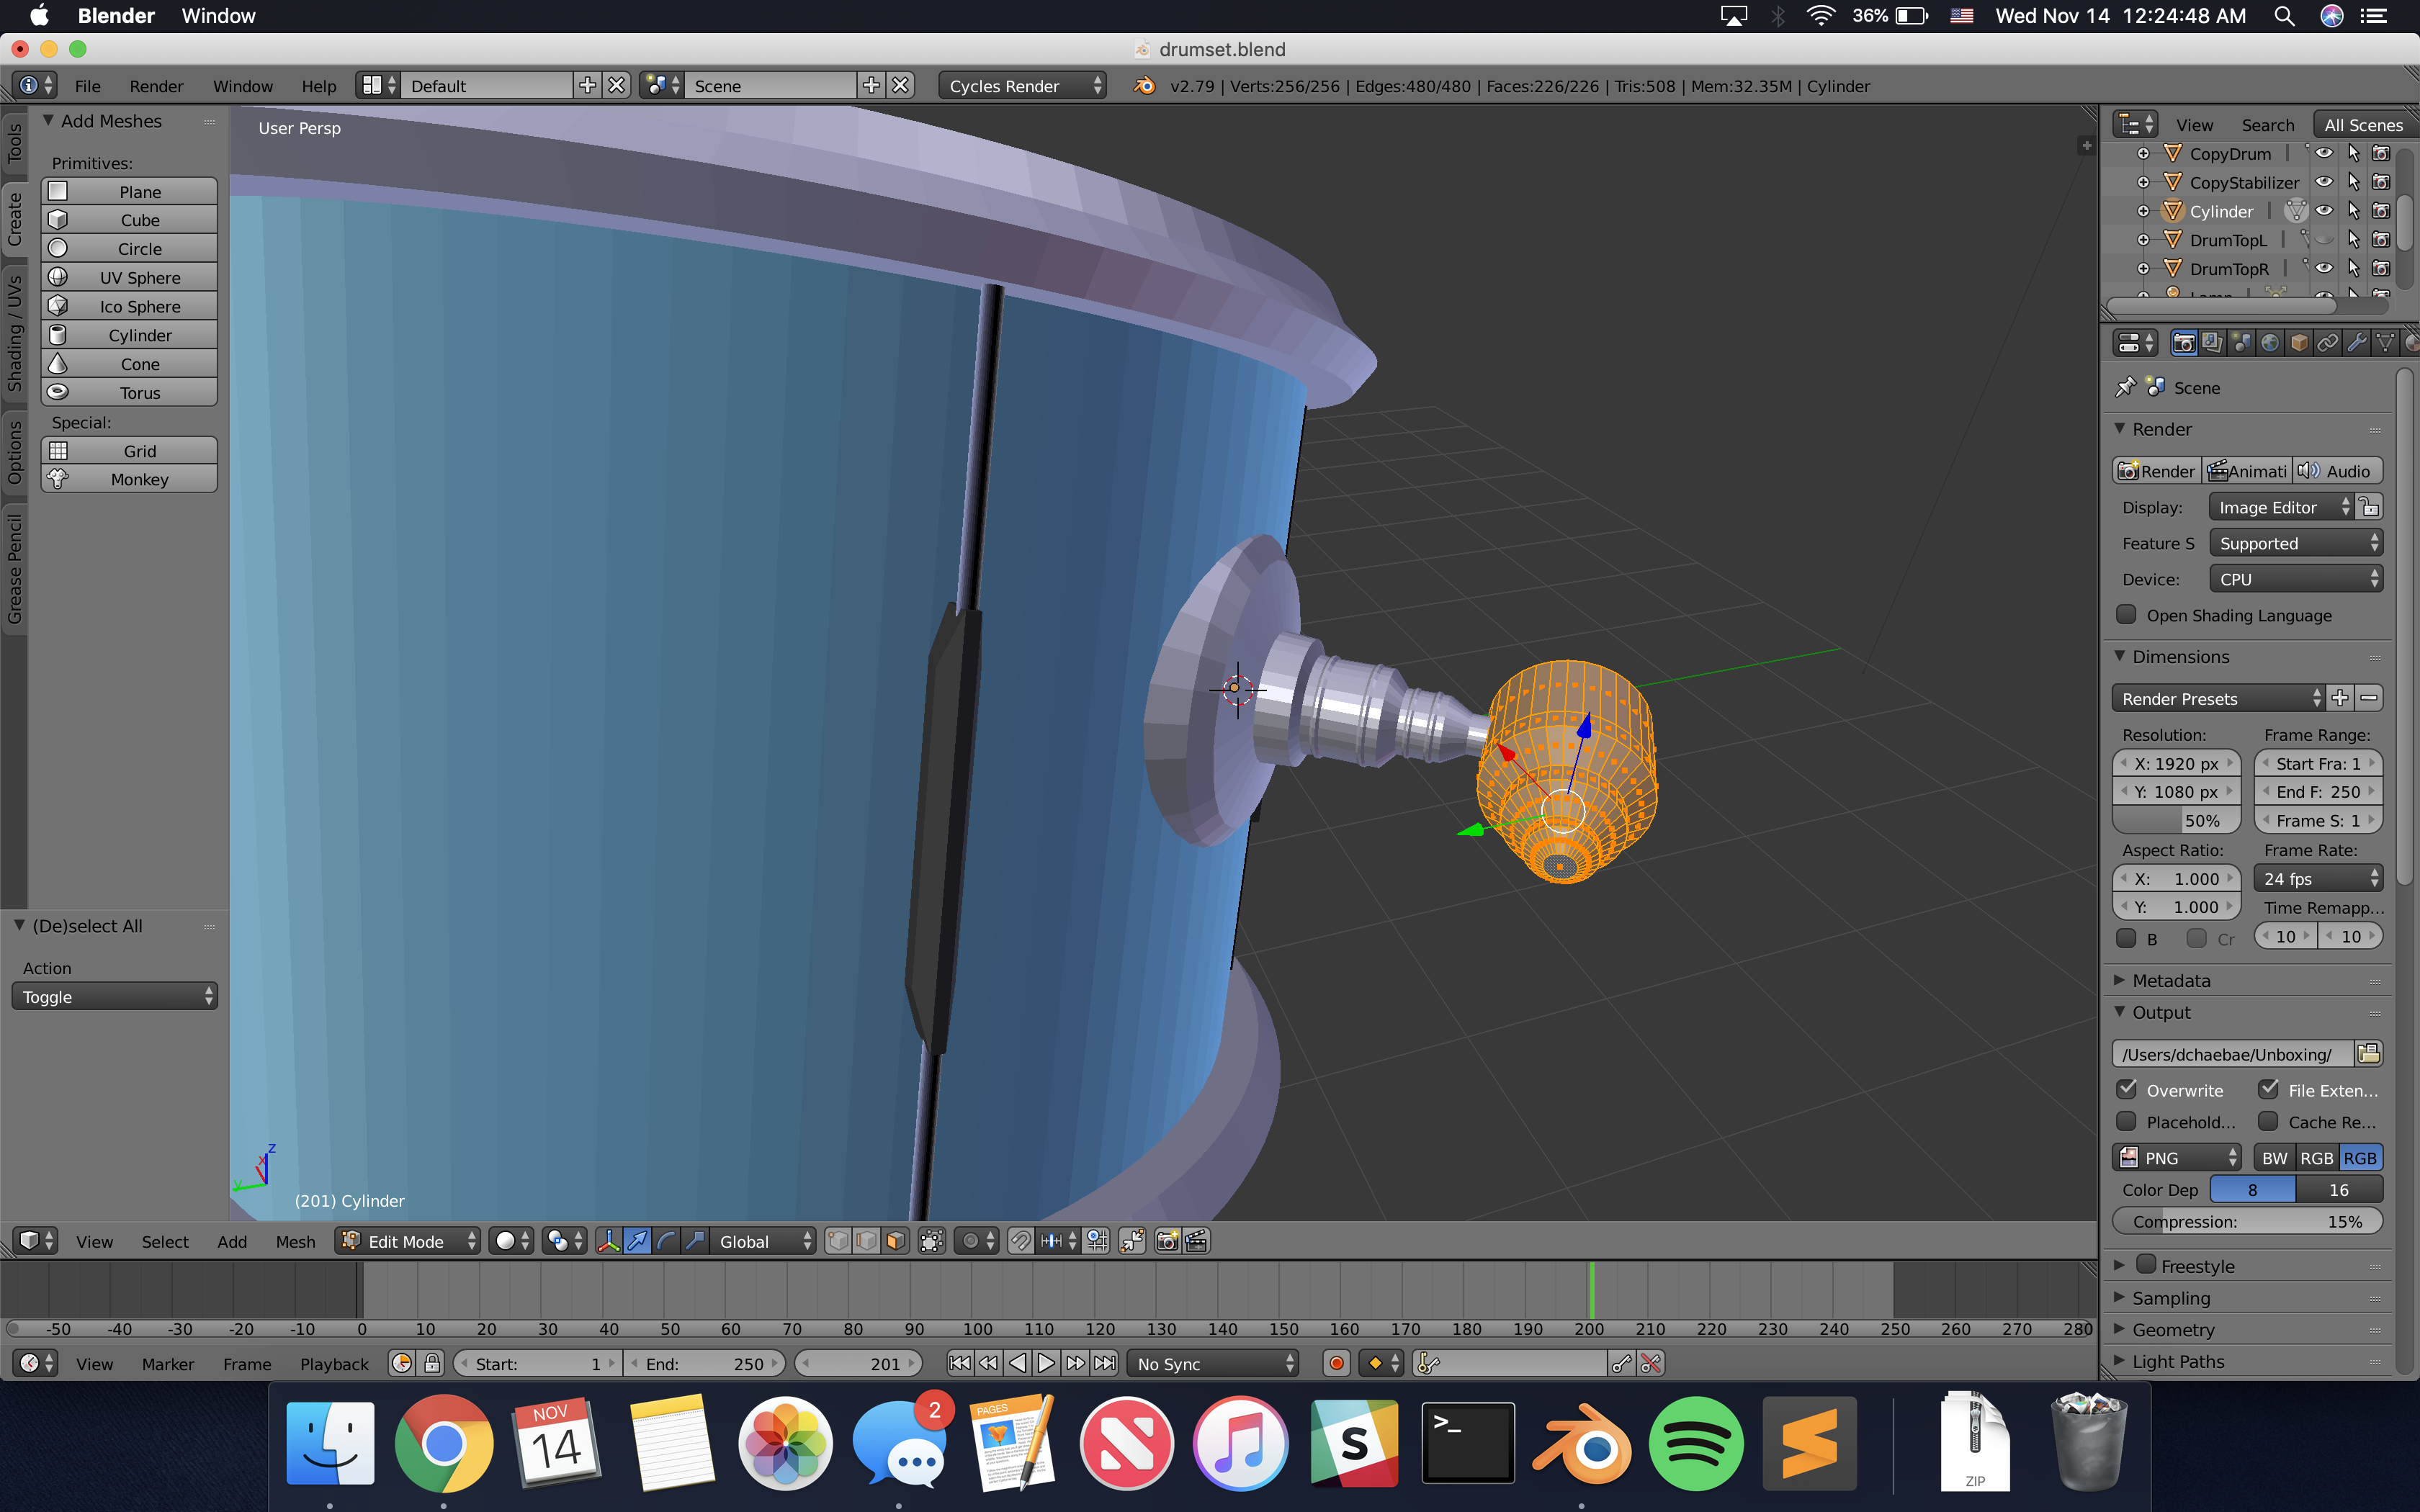 Blender Window 36% Wed Nov 14 12:24:48 AM
drumset.blend
File Render Window Help Default Scene Cycles Render v2.79 | Verts:256/256 | Edges:480/480 | Faces:226/226 | Tris:508 | Mem:32.35M | Cylinder
Tools
Create
Shading / UVs
Options
Grease Pencil
Add Meshes
Primitives:
Plane
Cube
Circle
UV Sphere
Ico Sphere
Cylinder
Cone
Torus
Special:
Grid
Monkey
(De)select All
Action
Toggle
User Persp
z
x
y
(201) Cylinder
View Search All Scenes
CopyDrum
CopyStabilizer
Cylinder
DrumTopL
DrumTopR
Lamp
Scene
Render
Render Animati Audio
Display: Image Editor
Feature S Supported
Device: CPU
Open Shading Language
Dimensions
Render Presets
Resolution: Frame Range:
X: 1920 px Start Fra: 1
Y: 1080 px End F: 250
50% Frame S: 1
Aspect Ratio: Frame Rate:
X: 1.000 24 fps
Y: 1.000 Time Remapp...
B Cr 10 10
Metadata
Output
/Users/dchaebae/Unboxing/
Overwrite File Exten...
Placehold... Cache Re...
PNG BW RGB RGB
Color Dep 8 16
Compression: 15%
Freestyle
Sampling
Geometry
Light Paths
View Select Add Mesh Edit Mode Global
-50 -40 -30 -20 -10 0 10 20 30 40 50 60 70 80 90 100 110 120 130 140 150 160 170 180 190 200 210 220 230 240 250 260 270 280
View Marker Frame Playback Start: 1 End: 250 201 No Sync
NOV
14
2
PAGES
S
>_
ZIP